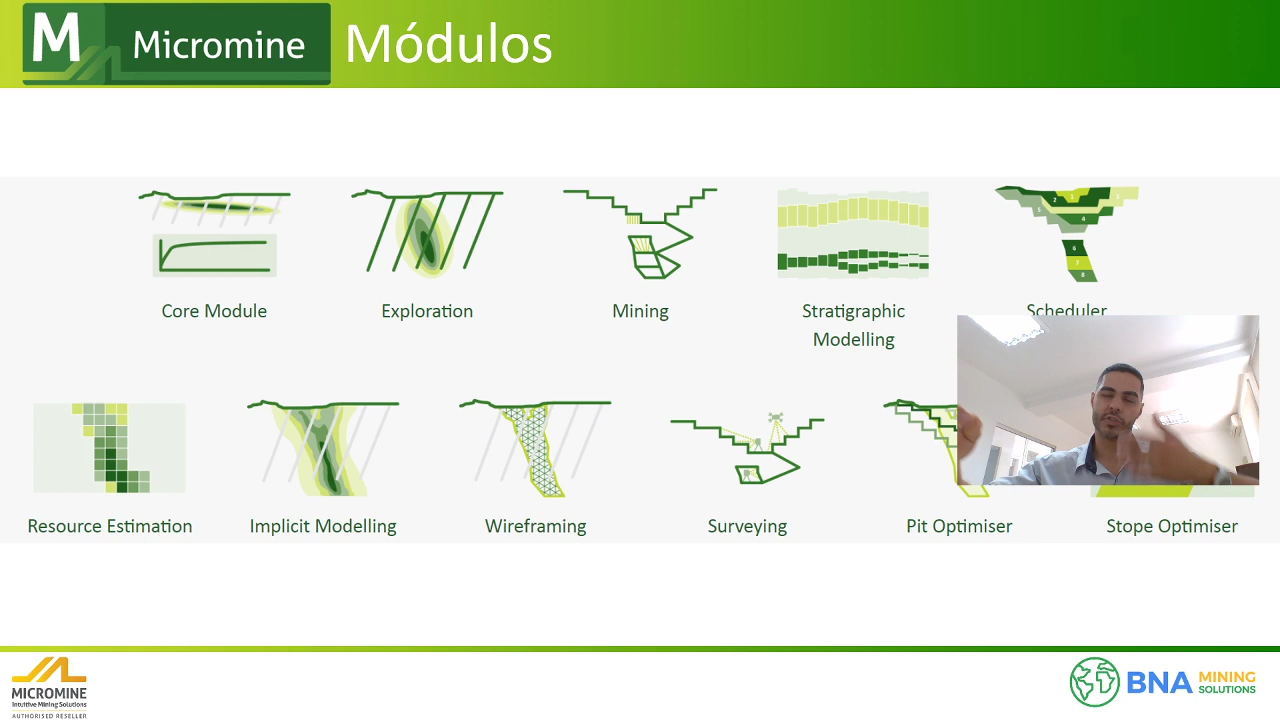 M Micromine Módulos
Core Module
Exploration
Mining
Stratigraphic
Modelling
Scheduler
Resource Estimation
Implicit Modelling
Wireframing
Surveying
Pit Optimiser
Stope Optimiser
MICROMINE
Intuitive Mining Solutions
AUTHORISED RESELLER
BNA MINING
SOLUTIONS